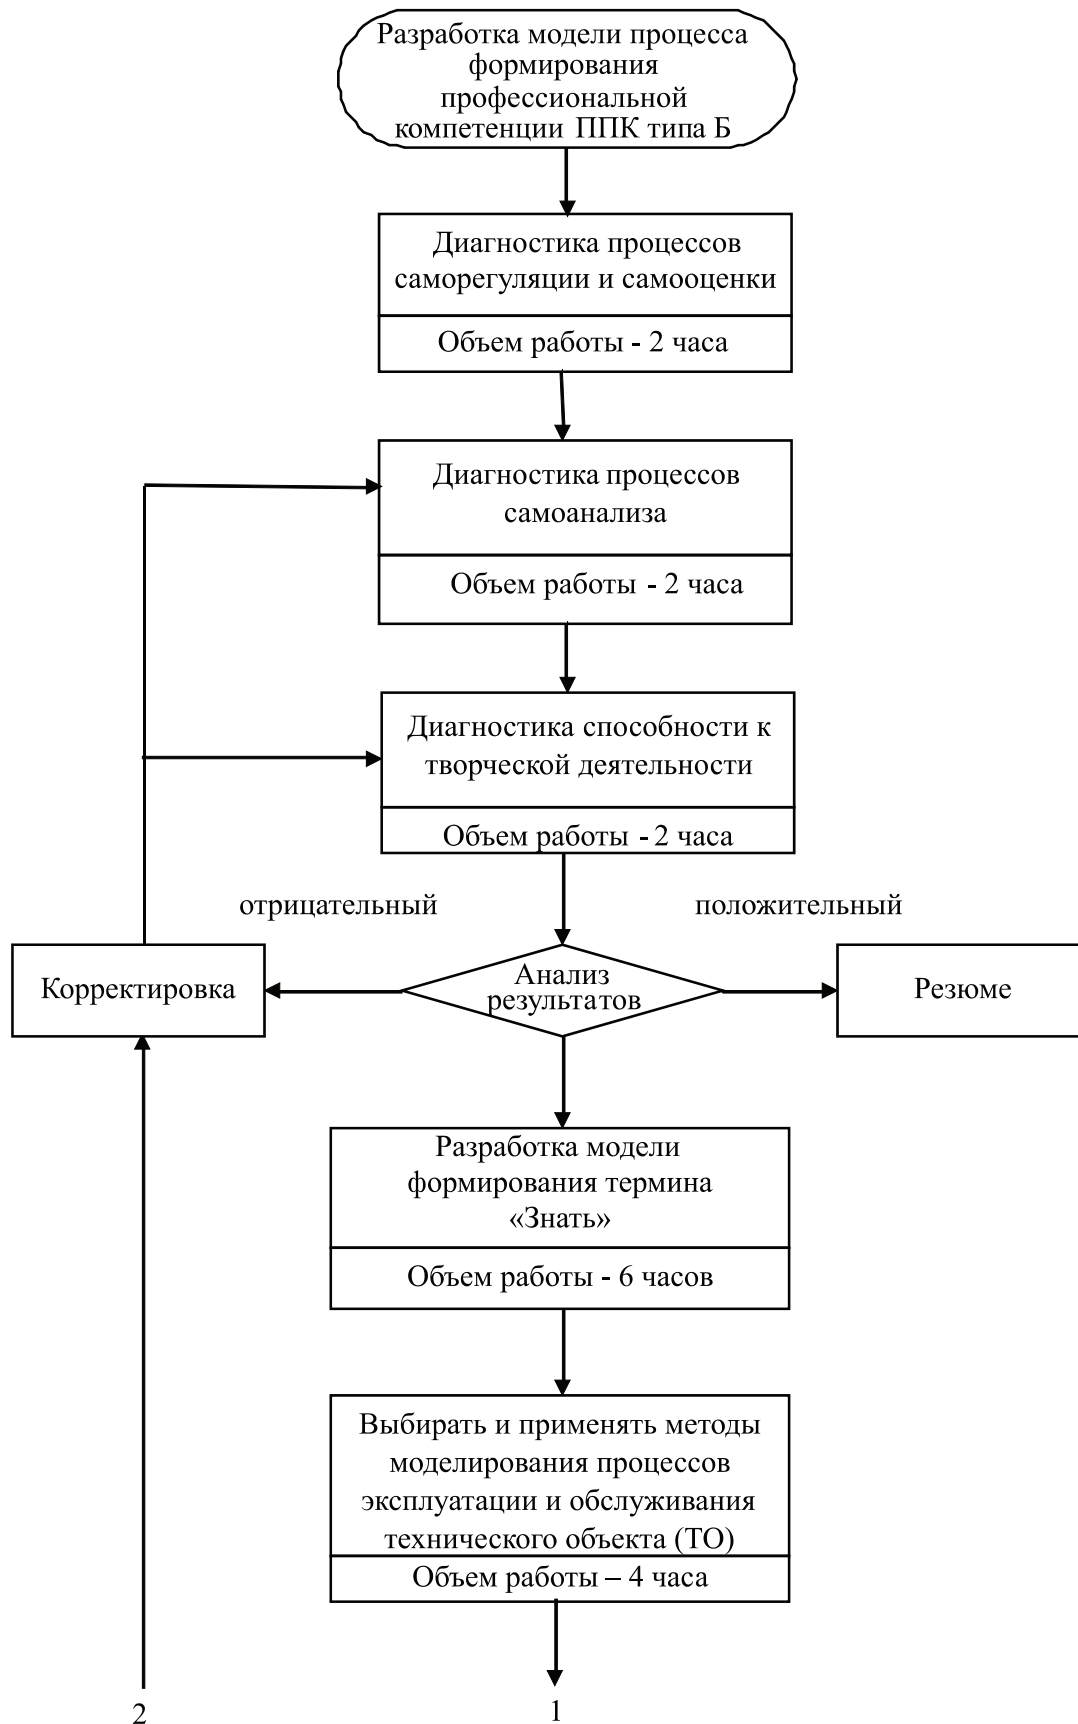 Разработка модели процесса
формирования
профессиональной
компетенции ППК типа Б
Диагностика процессов
саморегуляции и самооценки
Объем работы - 2 часа
Диагностика процессов
самоанализа
Объем работы - 2 часа
Диагностика способности к
творческой деятельности
Объем работы - 2 часа
отрицательный
положительный
Корректировка
Анализ
результатов
Резюме
Разработка модели
формирования термина
«Знать»
Объем работы - 6 часов
Выбирать и применять методы
моделирования процессов
эксплуатации и обслуживания
технического объекта (ТО)
Объем работы – 4 часа
2
1